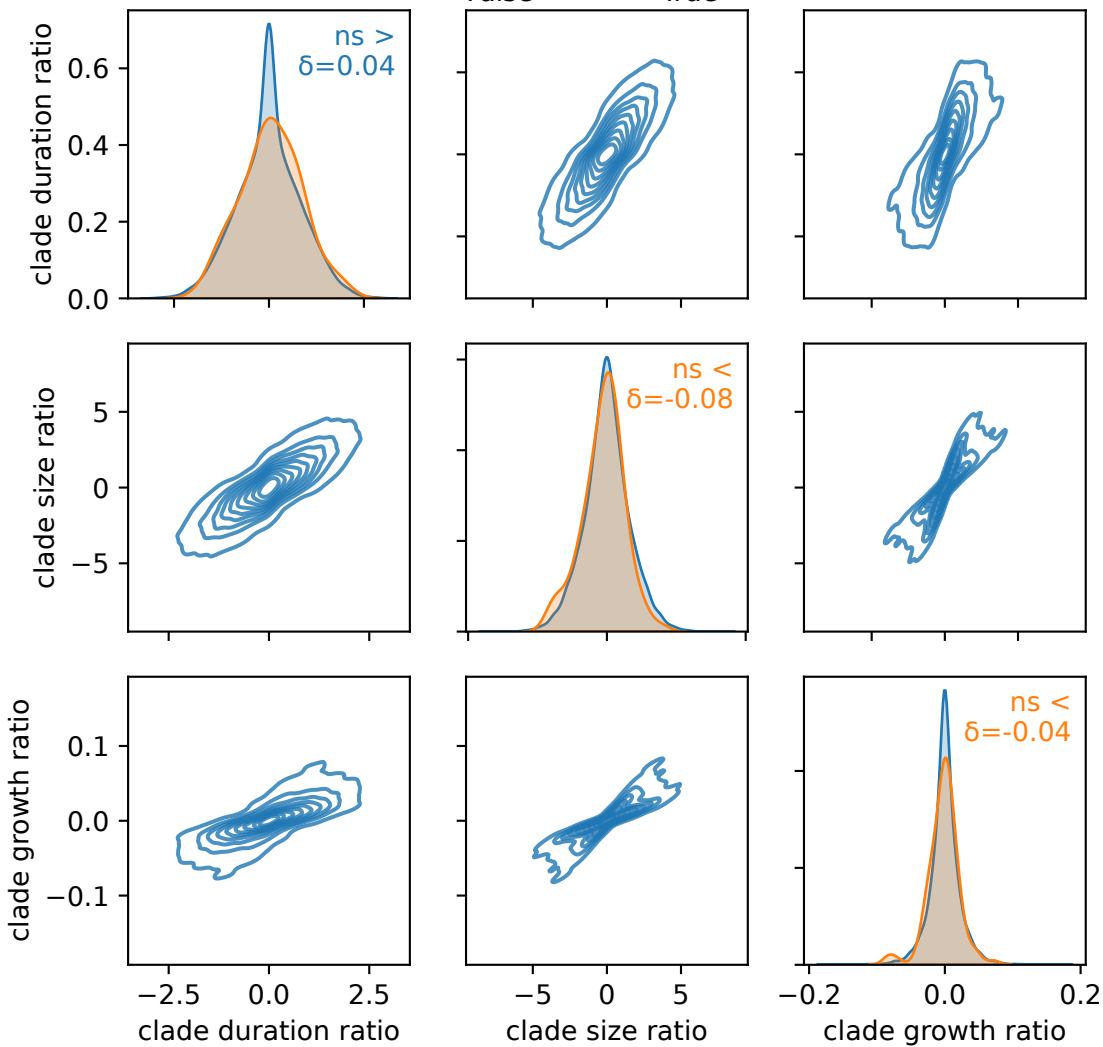 ns >
δ=0.04
clade duration ratio
0.6
0.4
0.2
0.0
ns <
δ=-0.08
clade size ratio
5
0
−5
ns <
δ=-0.04
clade growth ratio
0.1
0.0
−0.1
−2.5 0.0 2.5
−5 0 5
−0.2 0.0 0.2
clade duration ratio
clade size ratio
clade growth ratio